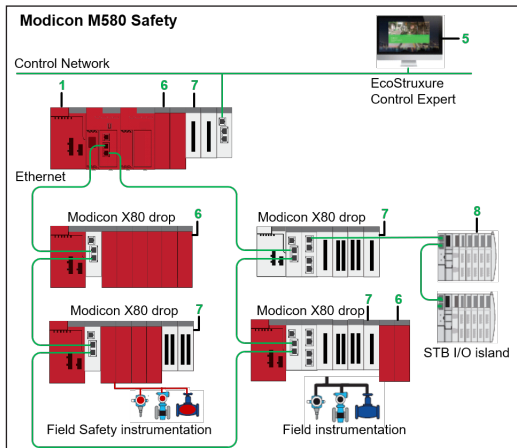 Modicon M580 Safety
5
Control Network
EcoStruxure
Control Expert
1
6
7
Ethernet
Modicon X80 drop
6
Modicon X80 drop
7
8
Modicon X80 drop
7
Modicon X80 drop
7
6
STB I/O island
Field Safety instrumentation
Field instrumentation